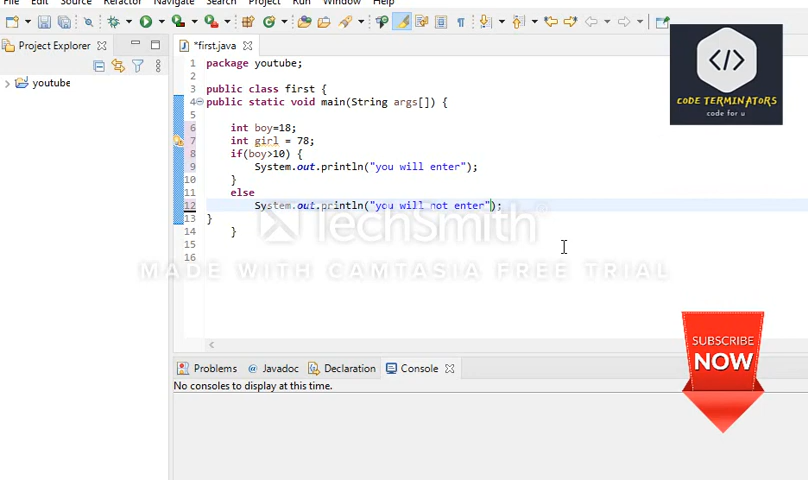 File Edit Source Refactor Navigate Search Project Run Window Help
Project Explorer
*first.java
youtube
1 package youtube;
2
3 public class first {
4 public static void main(String args[]) {
5
6 int boy=18;
7 int girl = 78;
8 if(boy>10) {
9 System.out.println("you will enter");
10 }
11 else
12 System.out.println("you will not enter");
13 }
14 }
15
16
CODE TERMINATORS
code for u
TechSmith
MADE WITH CAMTASIA FREE TRIAL
SUBSCRIBE
NOW
Problems @ Javadoc Declaration Console
No consoles to display at this time.